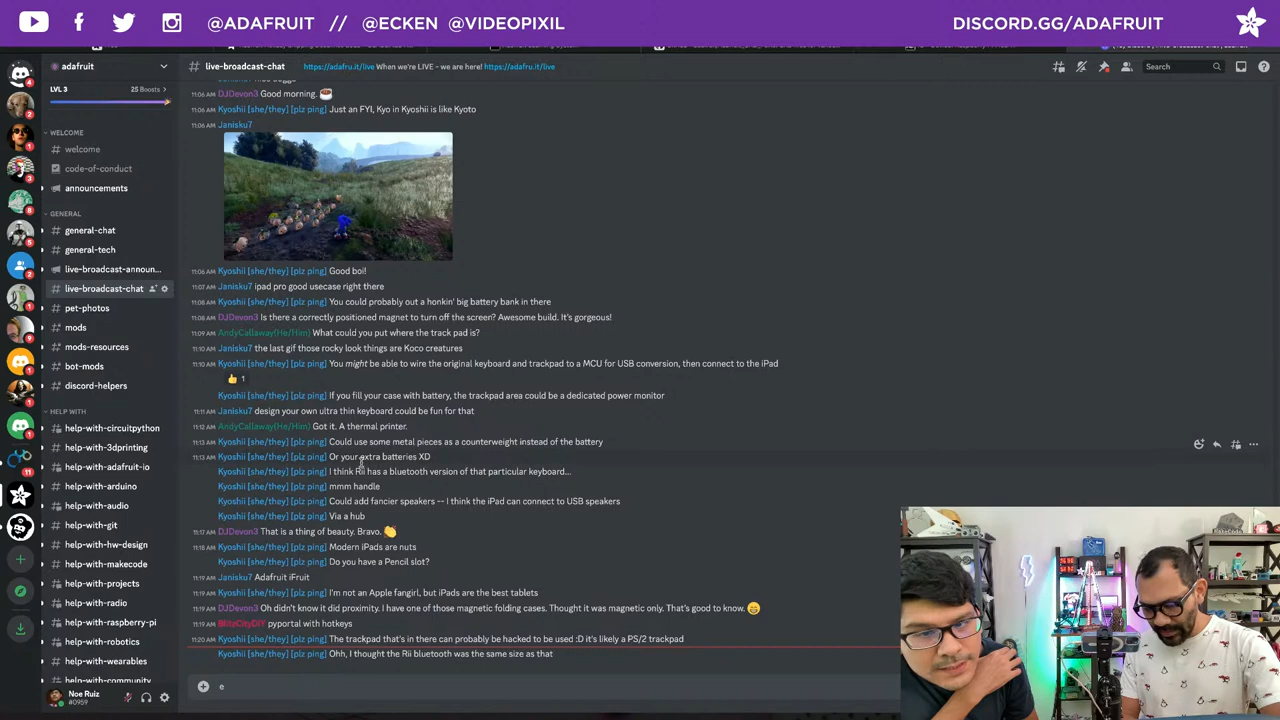 @ADAFRUIT // @ECKEN @VIDEOPIXIL
DISCORD.GG/ADAFRUIT
adafruit
# live-broadcast-chat https://adafru.it/live When we're LIVE - we are here! https://adafru.it/live
Search
LVL 3 25 Boosts >
WELCOME
# welcome
code-of-conduct
announcements
GENERAL
# general-chat
# general-tech
live-broadcast-announ...
# live-broadcast-chat
# pet-photos
# mods
# mods-resources
# bot-mods
# discord-helpers
HELP WITH
# help-with-circuitpython
# help-with-3dprinting
# help-with-adafruit-io
# help-with-arduino
# help-with-audio
# help-with-git
# help-with-hw-design
# help-with-makecode
# help-with-projects
# help-with-radio
# help-with-raspberry-pi
# help-with-robotics
# help-with-wearables
# help-with-community
Noe Ruiz
#0959
11:06 AM DJDevon3 Good morning.
11:06 AM Kyoshii [she/they] [plz ping] Just an FYI, Kyo in Kyoshii is like Kyoto
11:06 AM Janisku7
11:06 AM Kyoshii [she/they] [plz ping] Good boi!
11:07 AM Janisku7 ipad pro good usecase right there
11:08 AM Kyoshii [she/they] [plz ping] You could probably out a honkin' big battery bank in there
11:08 AM DJDevon3 Is there a correctly positioned magnet to turn off the screen? Awesome build. It's gorgeous!
11:09 AM AndyCallaway(He/Him) What could you put where the track pad is?
11:10 AM Janisku7 the last gif those rocky look things are Koco creatures
11:10 AM Kyoshii [she/they] [plz ping] You might be able to wire the original keyboard and trackpad to a MCU for USB conversion, then connect to the iPad
1
Kyoshii [she/they] [plz ping] If you fill your case with battery, the trackpad area could be a dedicated power monitor
11:11 AM Janisku7 design your own ultra thin keyboard could be fun for that
11:12 AM AndyCallaway(He/Him) Got it. A thermal printer.
11:13 AM Kyoshii [she/they] [plz ping] Could use some metal pieces as a counterweight instead of the battery
11:13 AM Kyoshii [she/they] [plz ping] Or your extra batteries XD
Kyoshii [she/they] [plz ping] I think Rii has a bluetooth version of that particular keyboard...
Kyoshii [she/they] [plz ping] mmm handle
Kyoshii [she/they] [plz ping] Could add fancier speakers -- I think the iPad can connect to USB speakers
Kyoshii [she/they] [plz ping] Via a hub
11:17 AM DJDevon3 That is a thing of beauty. Bravo.
11:18 AM Kyoshii [she/they] [plz ping] Modern iPads are nuts
Kyoshii [she/they] [plz ping] Do you have a Pencil slot?
11:19 AM Janisku7 Adafruit iFruit
11:19 AM Kyoshii [she/they] [plz ping] I'm not an Apple fangirl, but iPads are the best tablets
11:19 AM DJDevon3 Oh didn't know it did proximity. I have one of those magnetic folding cases. Thought it was magnetic only. That's good to know.
11:19 AM BlitzCityDIY pyportal with hotkeys
11:20 AM Kyoshii [she/they] [plz ping] The trackpad that's in there can probably be hacked to be used :D it's likely a PS/2 trackpad
Kyoshii [she/they] [plz ping] Ohh, I thought the Rii bluetooth was the same size as that
e